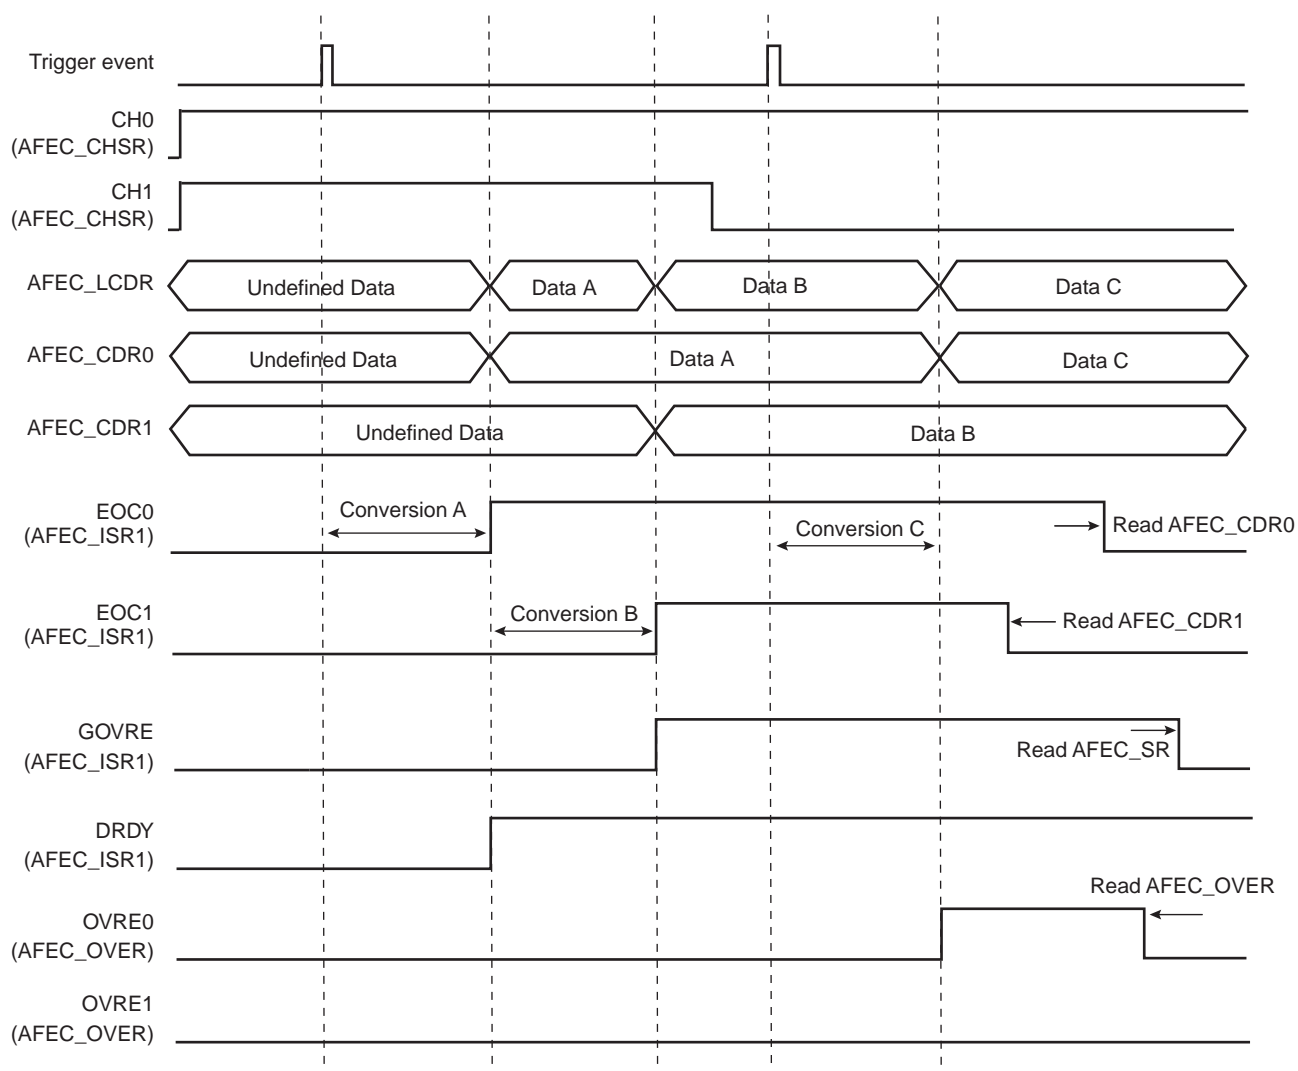 Trigger event
CH0
(AFEC_CHSR)
CH1
(AFEC_CHSR)
AFEC_LCDR
Undefined Data
Data A
Data B
Data C
AFEC_CDR0
Undefined Data
Data A
Data C
AFEC_CDR1
Undefined Data
Data B
EOC0
(AFEC_ISR1)
Conversion A
Conversion C
Read AFEC_CDR0
EOC1
(AFEC_ISR1)
Conversion B
Read AFEC_CDR1
GOVRE
(AFEC_ISR1)
Read AFEC_SR
DRDY
(AFEC_ISR1)
Read AFEC_OVER
OVRE0
(AFEC_OVER)
OVRE1
(AFEC_OVER)